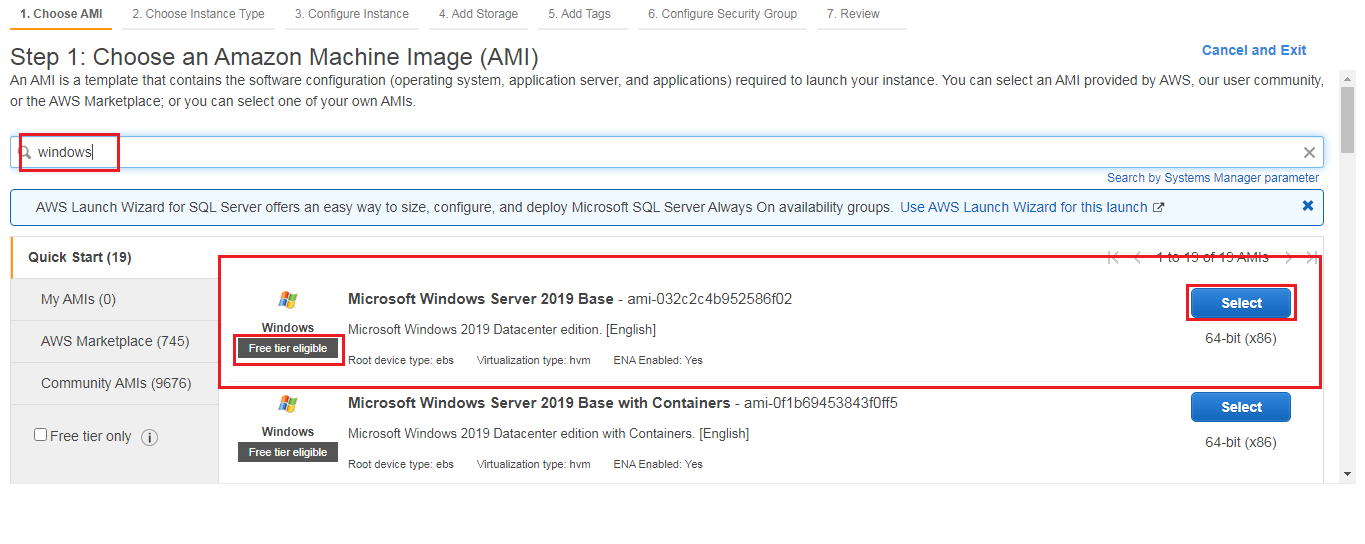 1. Choose AMI 2. Choose Instance Type 3. Configure Instance 4. Add Storage 5. Add Tags 6. Configure Security Group 7. Review
Step 1: Choose an Amazon Machine Image (AMI)
Cancel and Exit
An AMI is a template that contains the software configuration (operating system, application server, and applications) required to launch your instance. You can select an AMI provided by AWS, our user community,
or the AWS Marketplace; or you can select one of your own AMIs.
windows
Search by Systems Manager parameter
AWS Launch Wizard for SQL Server offers an easy way to size, configure, and deploy Microsoft SQL Server Always On availability groups. Use AWS Launch Wizard for this launch
Quick Start (19)
1 to 19 of 19 AMIs
My AMIs (0)
AWS Marketplace (745)
Community AMIs (9676)
Free tier only
Windows
Free tier eligible
Microsoft Windows Server 2019 Base - ami-032c2c4b952586f02
Microsoft Windows 2019 Datacenter edition. [English]
Root device type: ebs Virtualization type: hvm ENA Enabled: Yes
Select
64-bit (x86)
Windows
Free tier eligible
Microsoft Windows Server 2019 Base with Containers - ami-0f1b69453843f0ff5
Microsoft Windows 2019 Datacenter edition with Containers. [English]
Root device type: ebs Virtualization type: hvm ENA Enabled: Yes
Select
64-bit (x86)